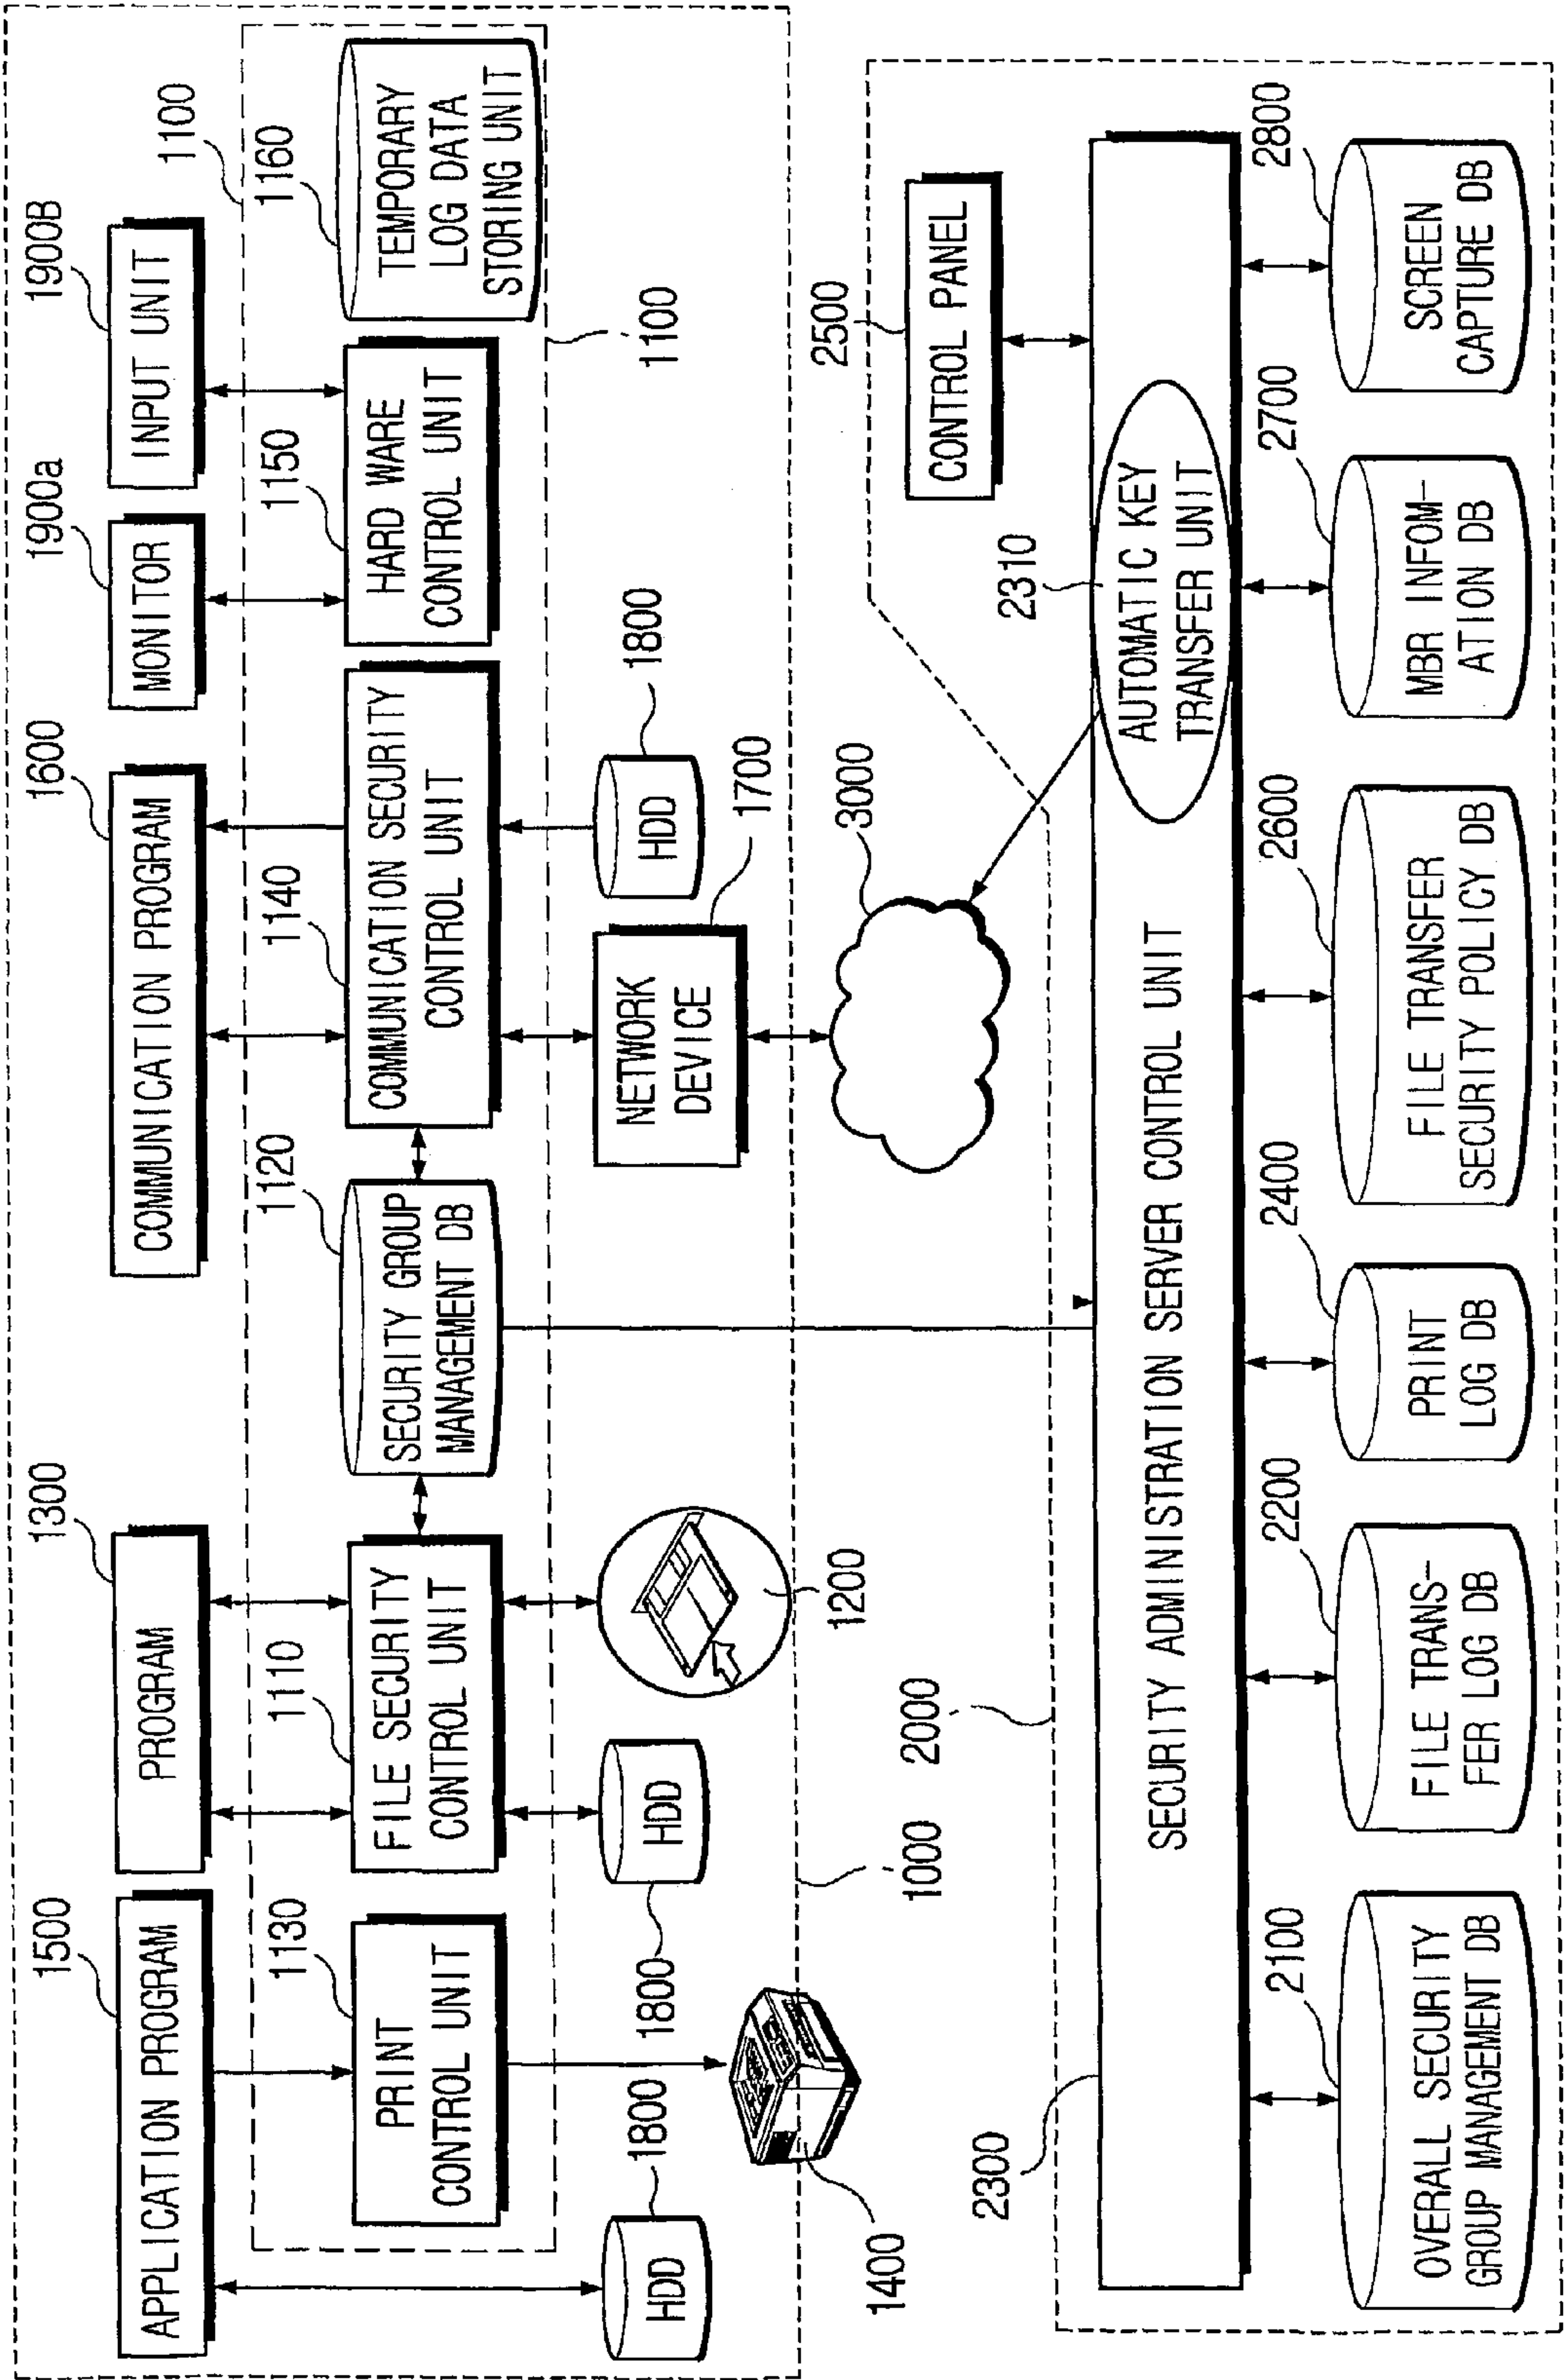 1500
APPLICATION PROGRAM
1300
PROGRAM
1600
COMMUNICATION PROGRAM
1900a
MONITOR
1900B
INPUT UNIT
1100
1130
PRINT
CONTROL UNIT
1110
FILE SECURITY
CONTROL UNIT
1120
SECURITY GROUP
MANAGEMENT DB
1140
COMMUNICATION SECURITY
CONTROL UNIT
1150
HARD WARE
CONTROL UNIT
1160
TEMPORARY
LOG DATA
STORING UNIT
1100
HDD
1800
1800
HDD
1200
NETWORK
DEVICE
1700
HDD
1800
1400
1000
2000
3000
2500
CONTROL PANEL
2300
SECURITY ADMINISTRATION SERVER CONTROL UNIT
2310
AUTOMATIC KEY
TRANSFER UNIT
2100
OVERALL SECURITY
GROUP MANAGEMENT DB
2200
FILE TRANS-
FER LOG DB
2400
PRINT
LOG DB
2600
FILE TRANSFER
SECURITY POLICY DB
2700
MBR INFOM-
ATION DB
2800
SCREEN
CAPTURE DB